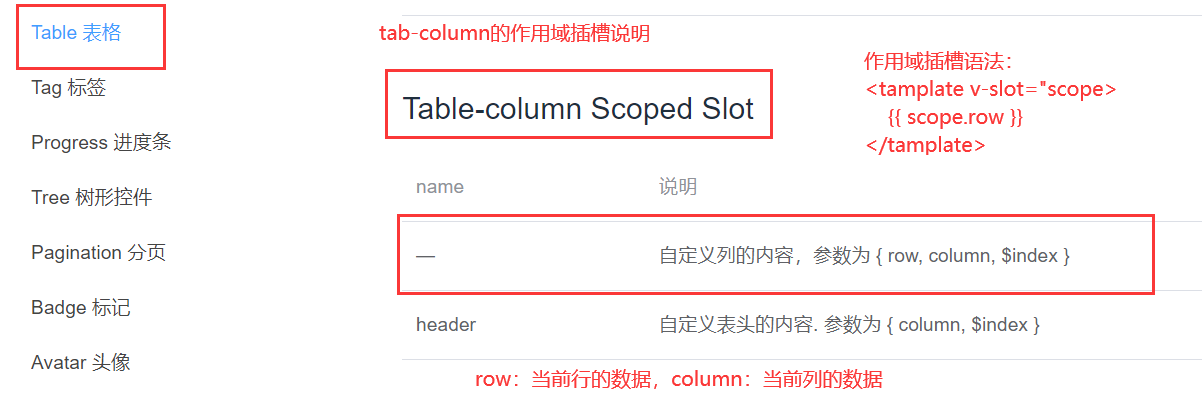 Table 表格
Tag 标签
Progress 进度条
Tree 树形控件
Pagination 分页
Badge 标记
Avatar 头像
tab-column的作用域插槽说明
作用域插槽语法：
<tamplate v-slot="scope>
{{ scope.row }}
</tamplate>
Table-column Scoped Slot
name 说明
— 自定义列的内容，参数为 { row, column, $index }
header 自定义表头的内容. 参数为 { column, $index }
row：当前行的数据，column：当前列的数据